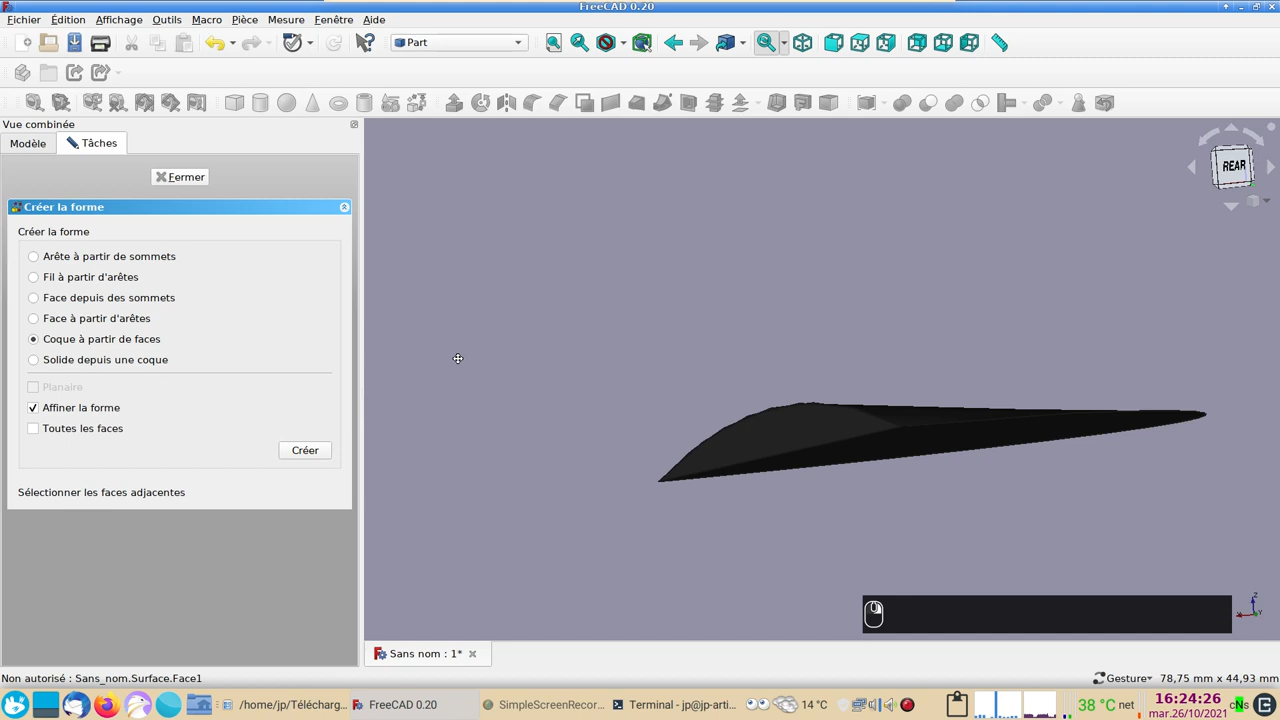 FreeCAD 0.20
Fichier Édition Affichage Outils Macro Pièce Mesure Fenêtre Aide
Part
Vue combinée
Modèle Tâches
Fermer
Créer la forme
Créer la forme
Arête à partir de sommets
Fil à partir d'arêtes
Face depuis des sommets
Face à partir d'arêtes
Coque à partir de faces
Solide depuis une coque
Planaire
Affiner la forme
Toutes les faces
Créer
Sélectionner les faces adjacentes
REAR
Z
X
Y
Sans nom : 1*
Non autorisé : Sans_nom.Surface.Face1
Gesture 78,75 mm x 44,93 mm
/home/jp/Télécharg... FreeCAD 0.20 SimpleScreenRecor... Terminal - jp@jp-arti... 14 °C 38 °C net 16:24:26 cNs
mar.26/10/2021